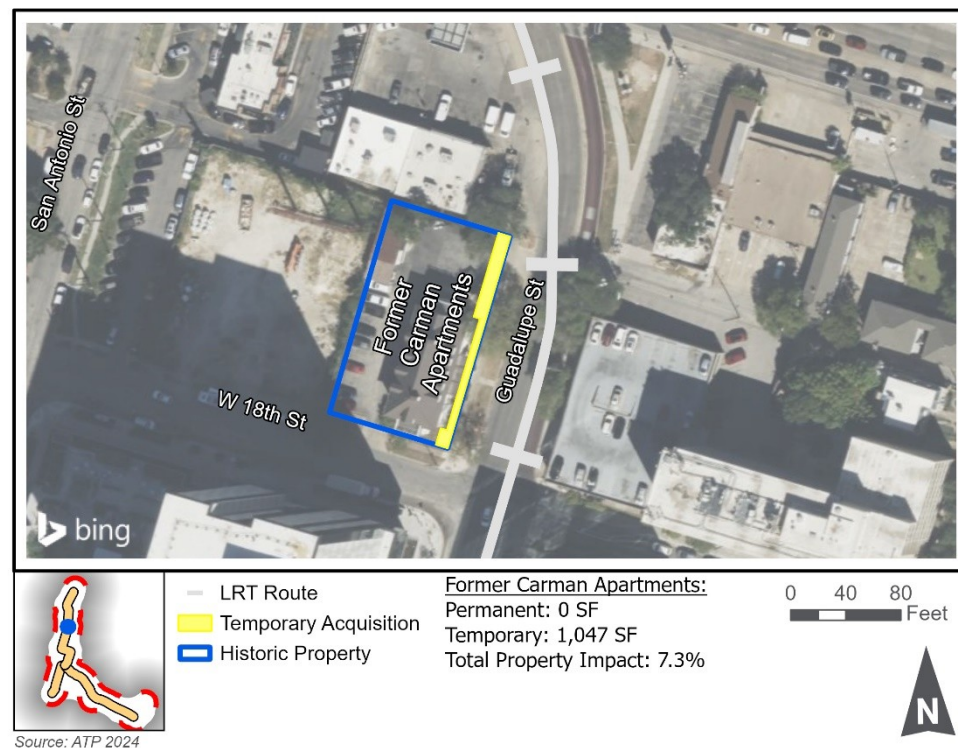 San Antonio St
Former
Carman
Apartments
Guadalupe St
W 18th St
bing
LRT Route
Temporary Acquisition
Historic Property
Former Carman Apartments:
Permanent: 0 SF
Temporary: 1,047 SF
Total Property Impact: 7.3%
0 40 80
Feet
N
Source: ATP 2024